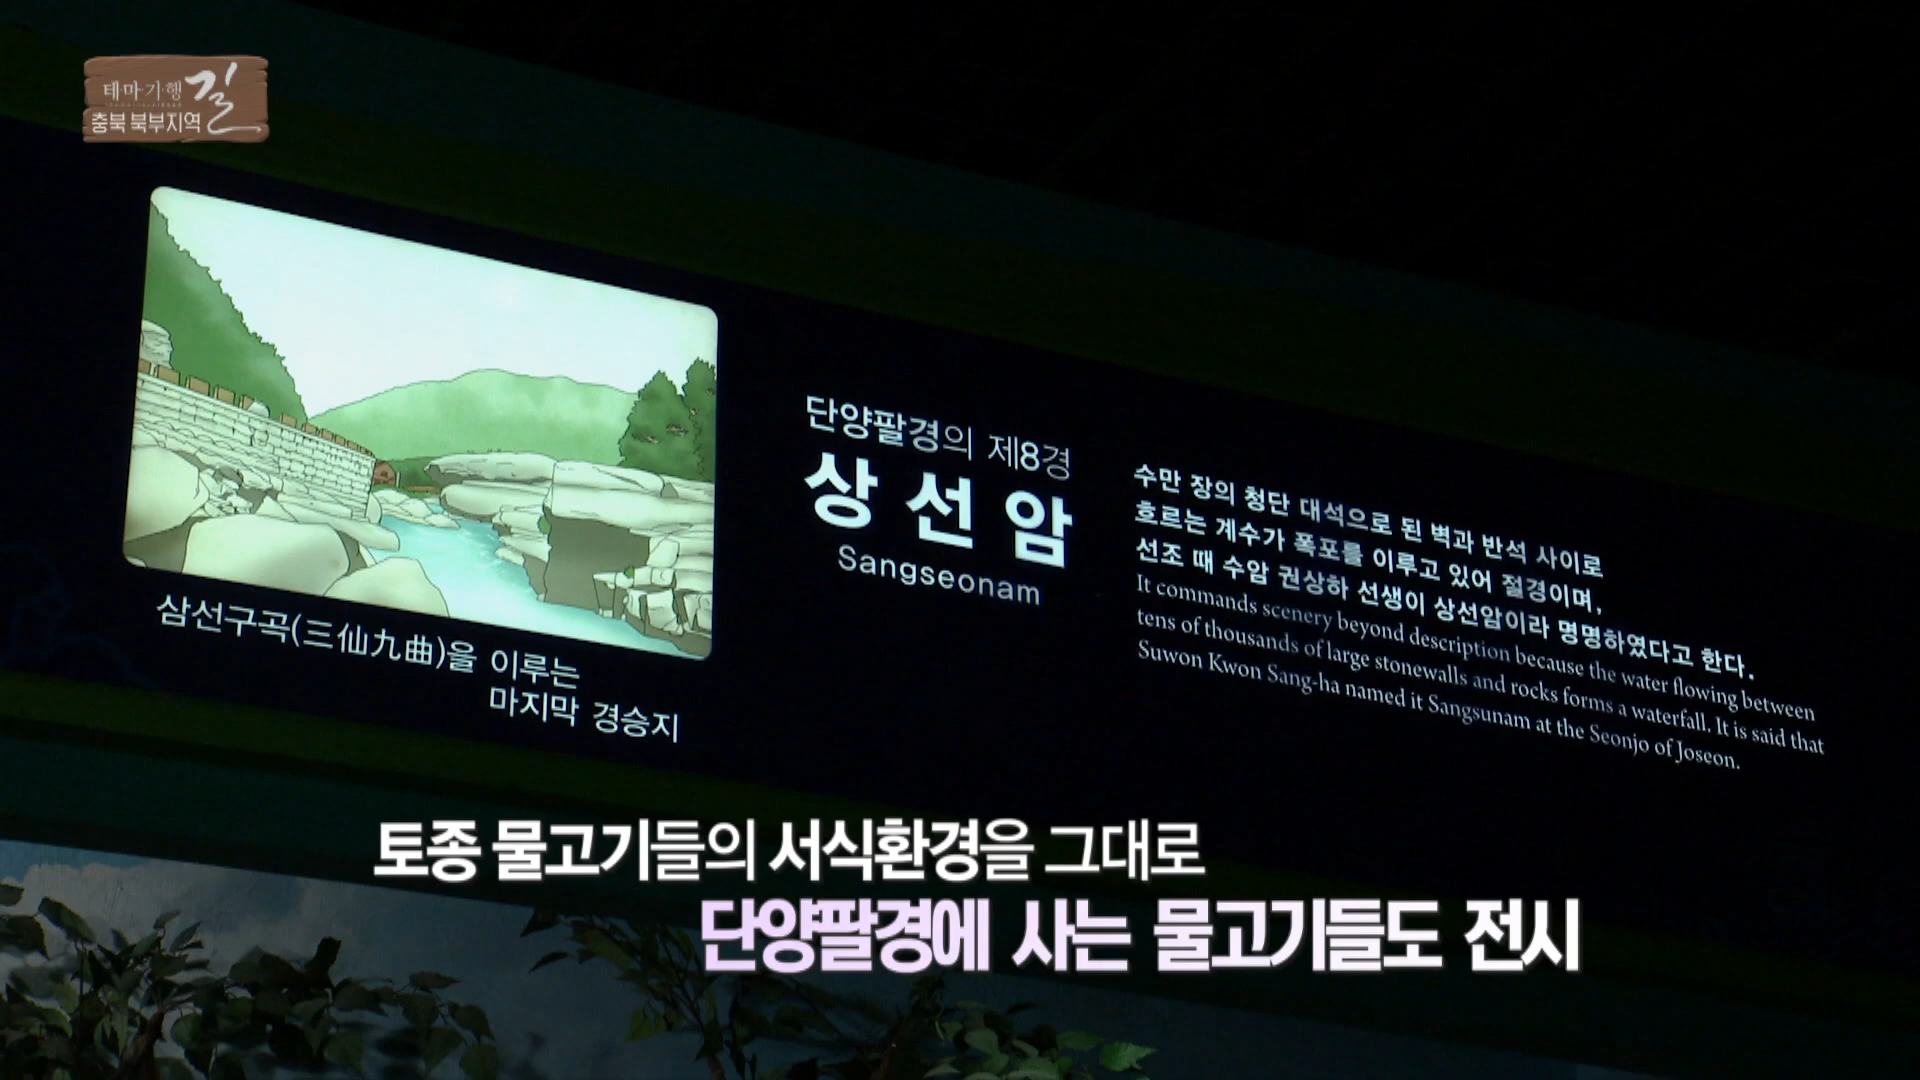 테·마·기·행 길
충북 북부지역
단양팔경의 제8경
상선암
Sangseonam
수만 장의 청단 대석으로 된 벽과 반석 사이로
흐르는 계수가 폭포를 이루고 있어 절경이며,
선조 때 수암 권상하 선생이 상선암이라 명명하였다고 한다.
It commands scenery beyond description because the water flowing between
tens of thousands of large stonewalls and rocks forms a waterfall. It is said that
Suwon Kwon Sang-ha named it Sangsunam at the Seonjo of Joseon.
삼선구곡(三仙九曲)을 이루는
마지막 경승지
토종 물고기들의 서식환경을 그대로
단양팔경에 사는 물고기들도 전시